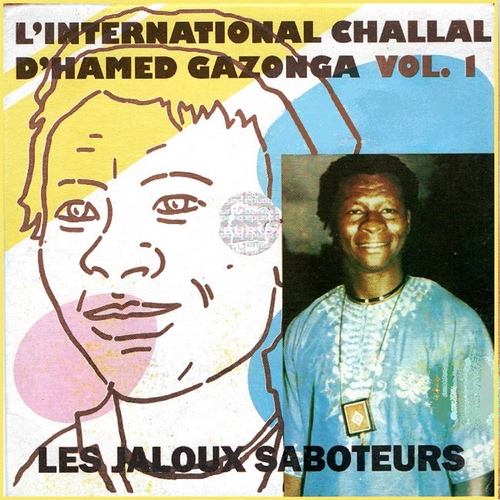 L'INTERNATIONAL CHALLAL
D'HAMED GAZONGA VOL. 1
LES JALOUX SABOTEURS